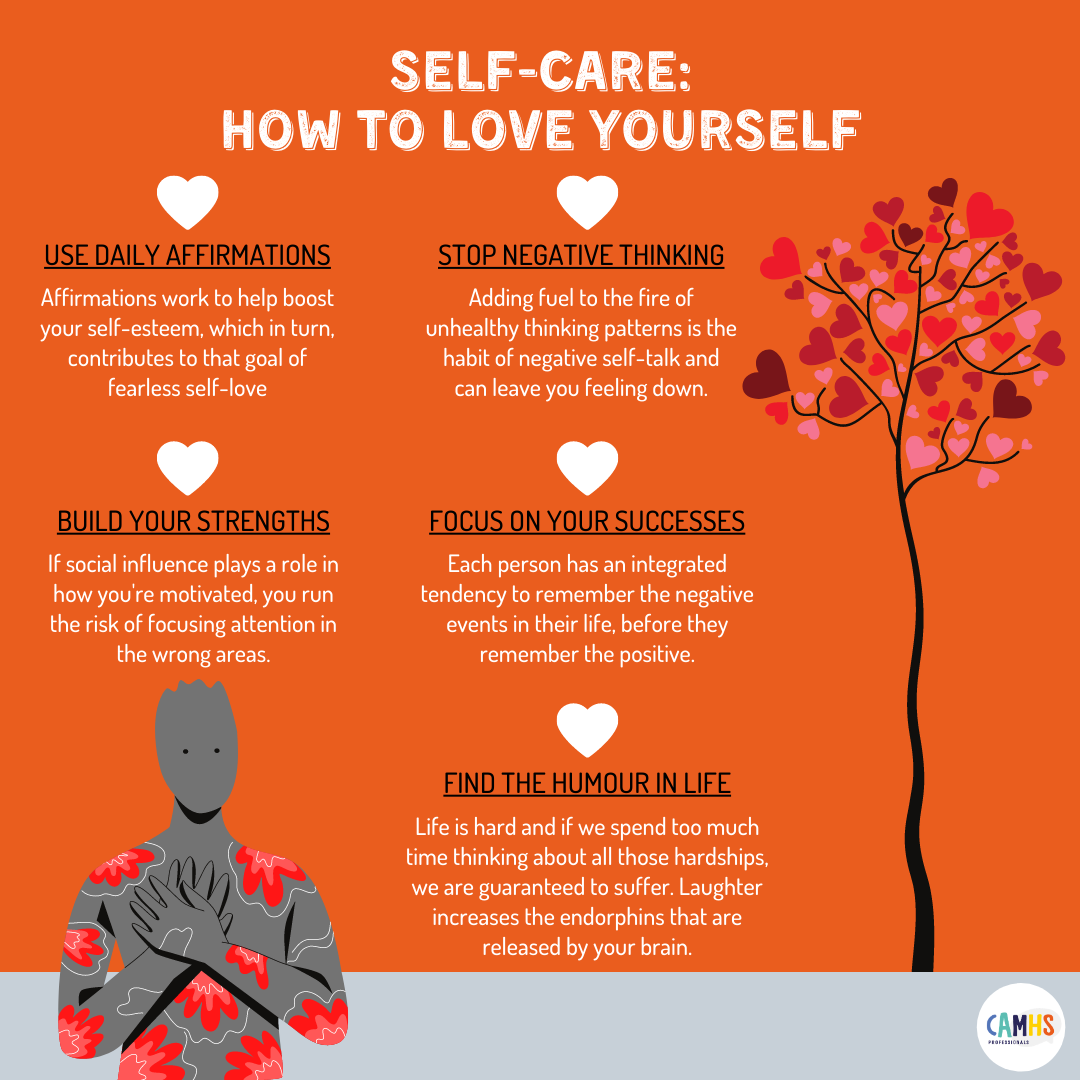 SELF-CARE:
HOW TO LOVE YOURSELF
USE DAILY AFFIRMATIONS
Affirmations work to help boost
your self-esteem, which in turn,
contributes to that goal of
fearless self-love
STOP NEGATIVE THINKING
Adding fuel to the fire of
unhealthy thinking patterns is the
habit of negative self-talk and
can leave you feeling down.
BUILD YOUR STRENGTHS
If social influence plays a role in
how you're motivated, you run
the risk of focusing attention in
the wrong areas.
FOCUS ON YOUR SUCCESSES
Each person has an integrated
tendency to remember the negative
events in their life, before they
remember the positive.
FIND THE HUMOUR IN LIFE
Life is hard and if we spend too much
time thinking about all those hardships,
we are guaranteed to suffer. Laughter
increases the endorphins that are
released by your brain.
CAMHS
PROFESSIONALS